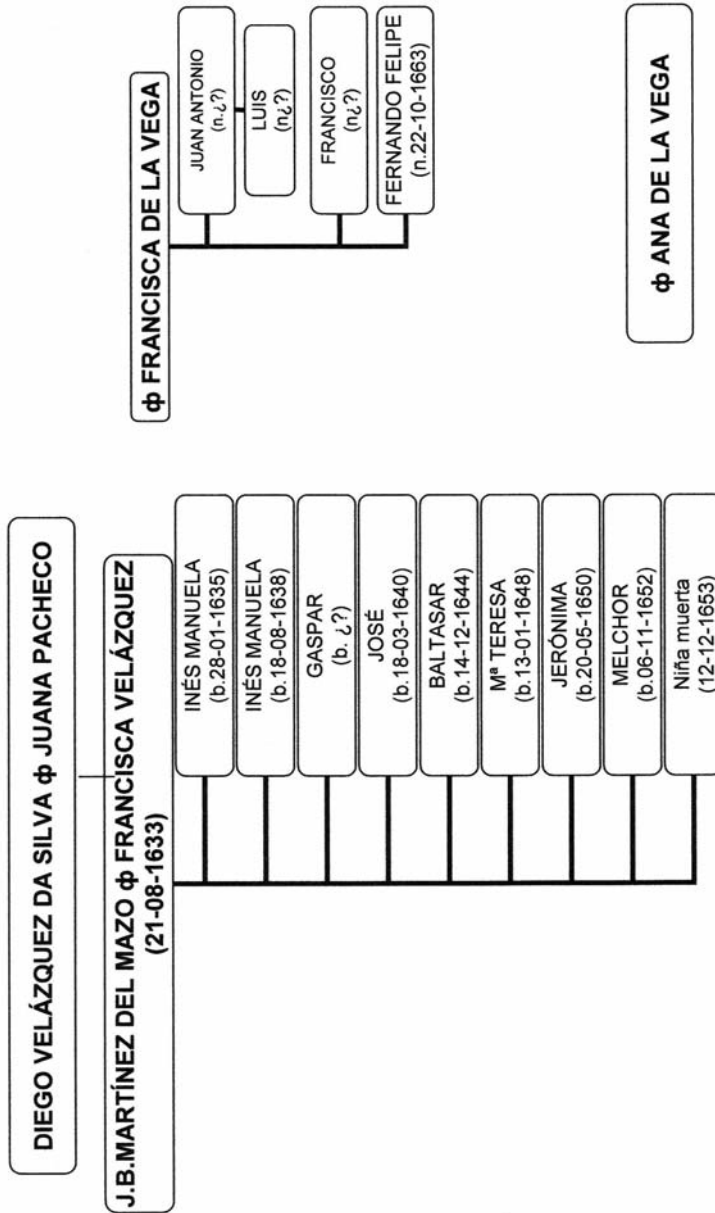 DIEGO VELÁZQUEZ DA SILVA ф JUANA PACHECO
J.B.MARTÍNEZ DEL MAZO ф FRANCISCA VELÁZQUEZ
(21-08-1633)
INÉS MANUELA
(b.28-01-1635)
INÉS MANUELA
(b.18-08-1638)
GASPAR
(b. ¿?)
JOSÉ
(b.18-03-1640)
BALTASAR
(b.14-12-1644)
Mª TERESA
(b.13-01-1648)
JERÓNIMA
(b.20-05-1650)
MELCHOR
(b.06-11-1652)
Niña muerta
(12-12-1653)
ф FRANCISCA DE LA VEGA
JUAN ANTONIO
(n.¿?)
LUIS
(n¿?)
FRANCISCO
(n¿?)
FERNANDO FELIPE
(n.22-10-1663)
ф ANA DE LA VEGA